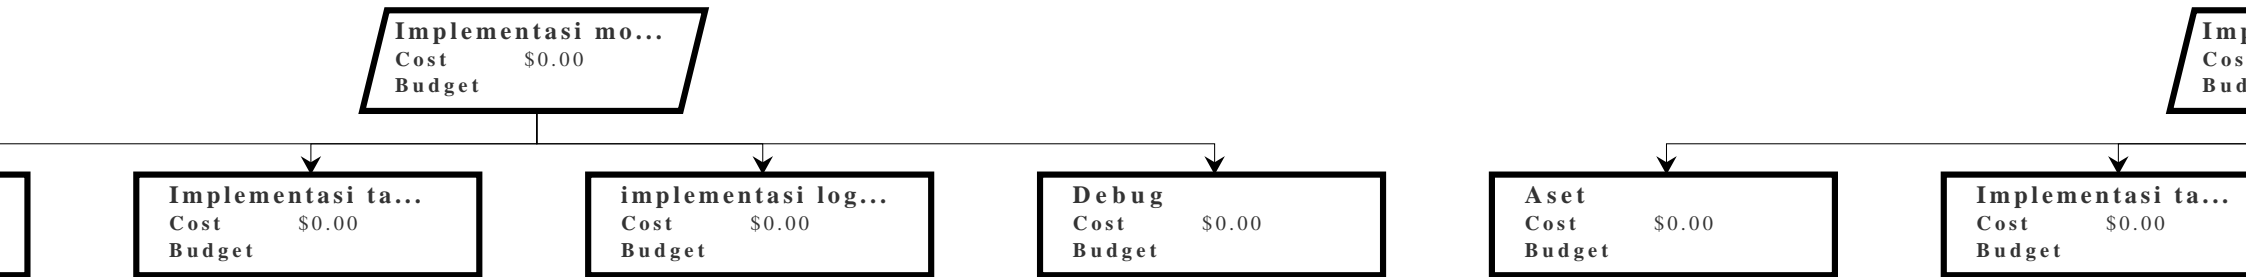 Implementasi mo...
Cost $0.00
Budget
Implementasi ta...
Cost $0.00
Budget
implementasi log...
Cost $0.00
Budget
Debug
Cost $0.00
Budget
Aset
Cost $0.00
Budget
Implementasi ta...
Cost $0.00
Budget